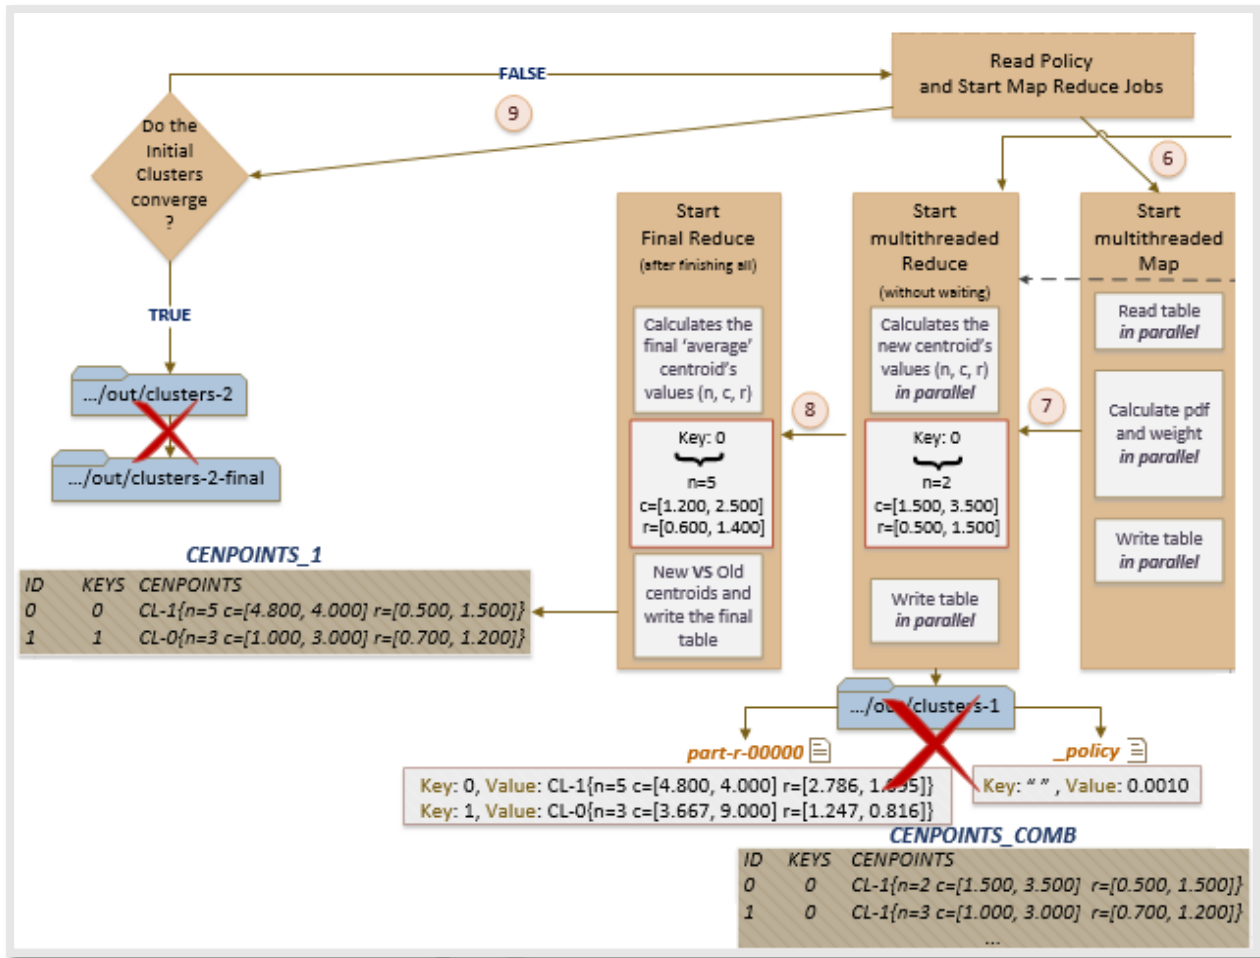 Read Policy
and Start Map Reduce Jobs
FALSE
9
Do the
Initial
Clusters
converge
?
6
TRUE
.../out/clusters-2
.../out/clusters-2-final
Start
Final Reduce
(after finishing all)
Calculates the
final ‘average’
centroid's
values (n, c, r)
Key: 0
n=5
c=[1.200, 2.500]
r=[0.600, 1.400]
New VS Old
centroids and
write the final
table
8
Start
multithreaded
Reduce
(without waiting)
Calculates the
new centroid's
values (n, c, r)
in parallel
Key: 0
n=2
c=[1.500, 3.500]
r=[0.500, 1.500]
Write table
in parallel
7
Start
multithreaded
Map
Read table
in parallel
Calculate pdf
and weight
in parallel
Write table
in parallel
CENPOINTS_1
ID KEYS CENPOINTS
0 0 CL-1{n=5 c=[4.800, 4.000] r=[0.500, 1.500]}
1 1 CL-0{n=3 c=[1.000, 3.000] r=[0.700, 1.200]}
.../out/clusters-1
part-r-00000
Key: 0, Value: CL-1{n=5 c=[4.800, 4.000] r=[2.786,
Key: 1, Value: CL-0{n=3 c=[3.667, 9.000] r=[1.247, 0.816]}
_policy
Key: “ ” , Value: 0.0010
CENPOINTS_COMB
ID KEYS CENPOINTS
0 0 CL-1{n=2 c=[1.500, 3.500] r=[0.500, 1.500]}
1 0 CL-1{n=3 c=[1.000, 3.000] r=[0.700, 1.200]}
...